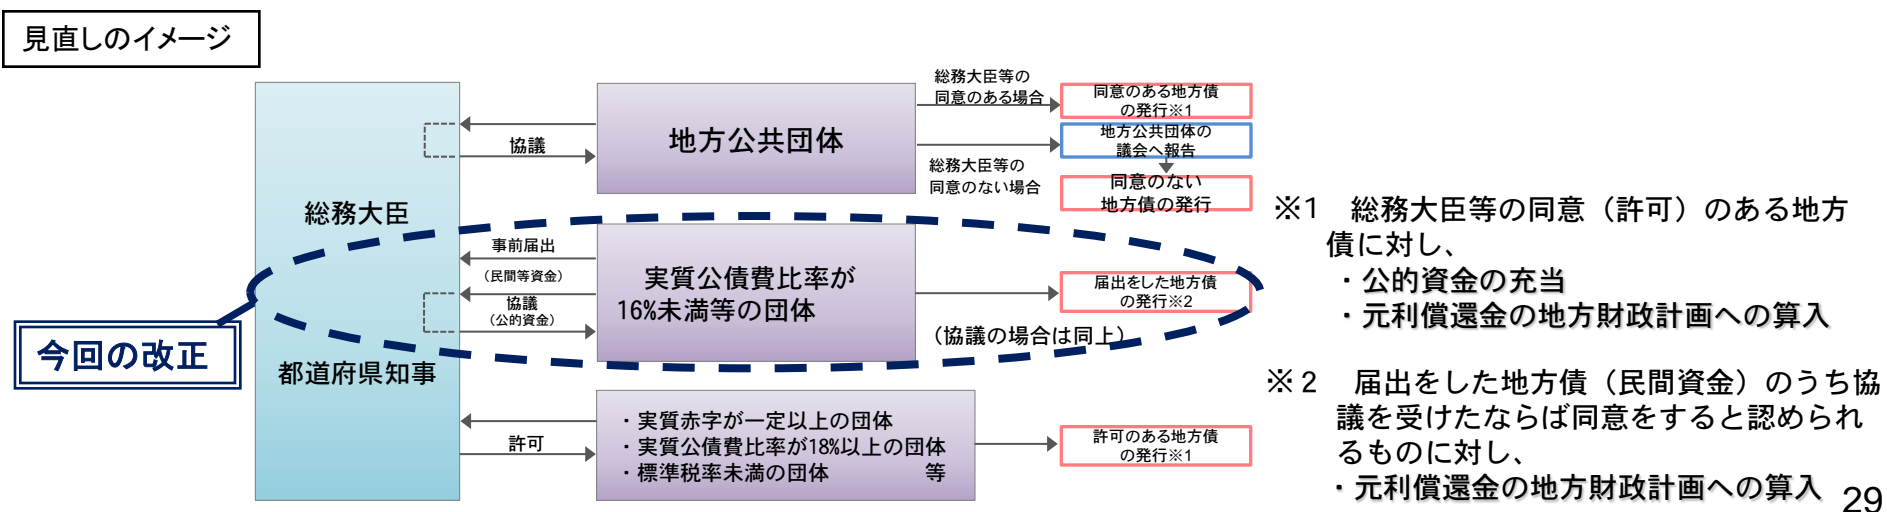 見直しのイメージ
総務大臣
都道府県知事
今回の改正
協議
地方公共団体
総務大臣等の
同意のある場合
同意のある地方債
の発行※1
地方公共団体の
議会へ報告
総務大臣等の
同意のない場合
同意のない
地方債の発行
事前届出
(民間等資金)
協議
(公的資金)
実質公債費比率が
16%未満等の団体
届出をした地方債
の発行※2
(協議の場合は同上)
許可
・実質赤字が一定以上の団体
・実質公債費比率が18%以上の団体
・標準税率未満の団体 等
許可のある地方債
の発行※1
※1 総務大臣等の同意（許可）のある地方
債に対し、
・公的資金の充当
・元利償還金の地方財政計画への算入
※２ 届出をした地方債（民間資金）のうち協
議を受けたならば同意をすると認められ
るものに対し、
・元利償還金の地方財政計画への算入
29